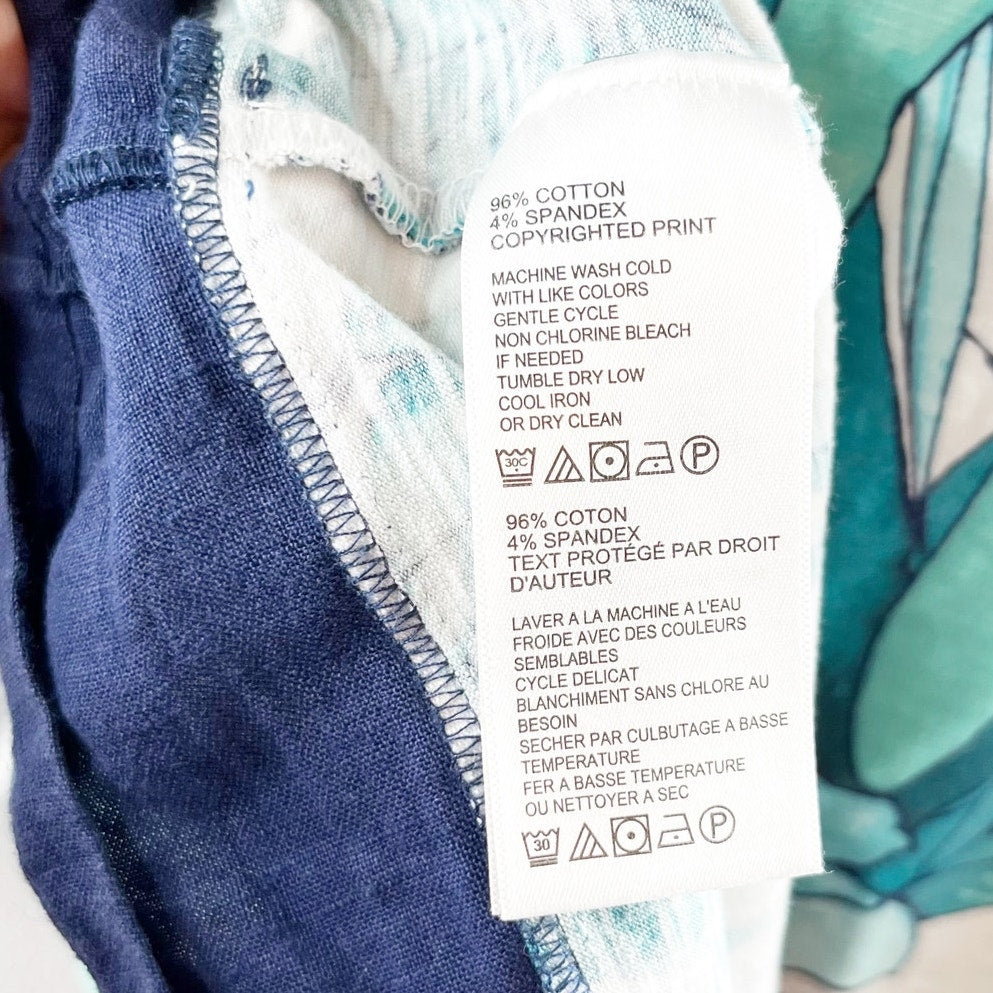 96% COTTON
4% SPANDEX
COPYRIGHTED PRINT
MACHINE WASH COLD
WITH LIKE COLORS
GENTLE CYCLE
NON CHLORINE BLEACH
IF NEEDED
TUMBLE DRY LOW
COOL IRON
OR DRY CLEAN
30C P
96% COTON
4% SPANDEX
TEXT PROTÉGÉ PAR DROIT
D'AUTEUR
LAVER A LA MACHINE A L'EAU
FROIDE AVEC DES COULEURS
SEMBLABLES
CYCLE DELICAT
BLANCHIMENT SANS CHLORE AU
BESOIN
SECHER PAR CULBUTAGE A BASSE
TEMPERATURE
FER A BASSE TEMPERATURE
OU NETTOYER A SEC
30 P